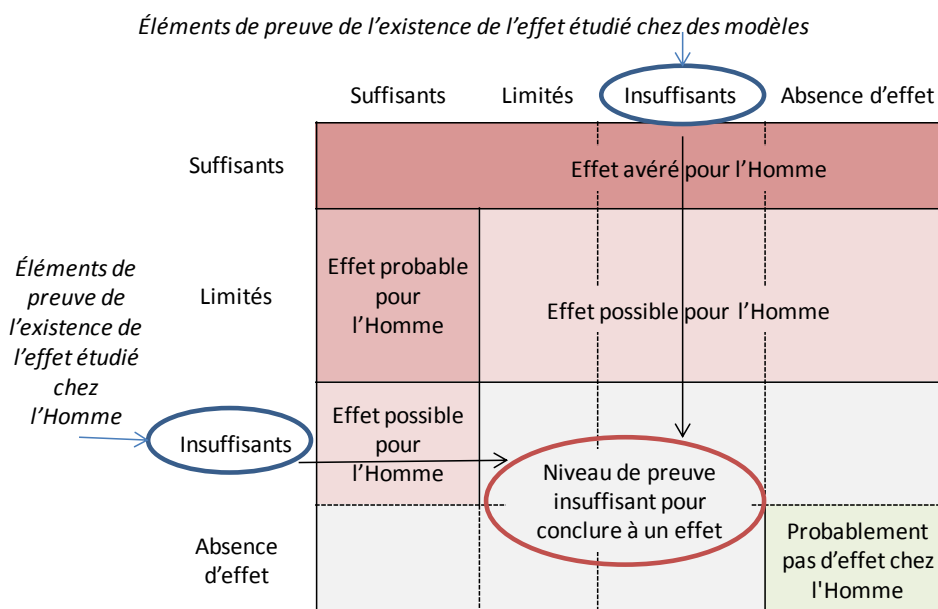 Éléments de preuve de l'existence de l'effet étudié chez des modèles
Suffisants
Limités
Insuffisants
Absence d'effet
Suffisants
Effet avéré pour l'Homme
Éléments de
preuve de
l'existence de
l'effet étudié
chez
l'Homme
Limités
Effet probable
pour
l'Homme
Effet possible pour l'Homme
Insuffisants
Effet possible
pour
l'Homme
Niveau de preuve
insuffisant pour
conclure à un effet
Absence
d'effet
Probablement
pas d'effet chez
l'Homme